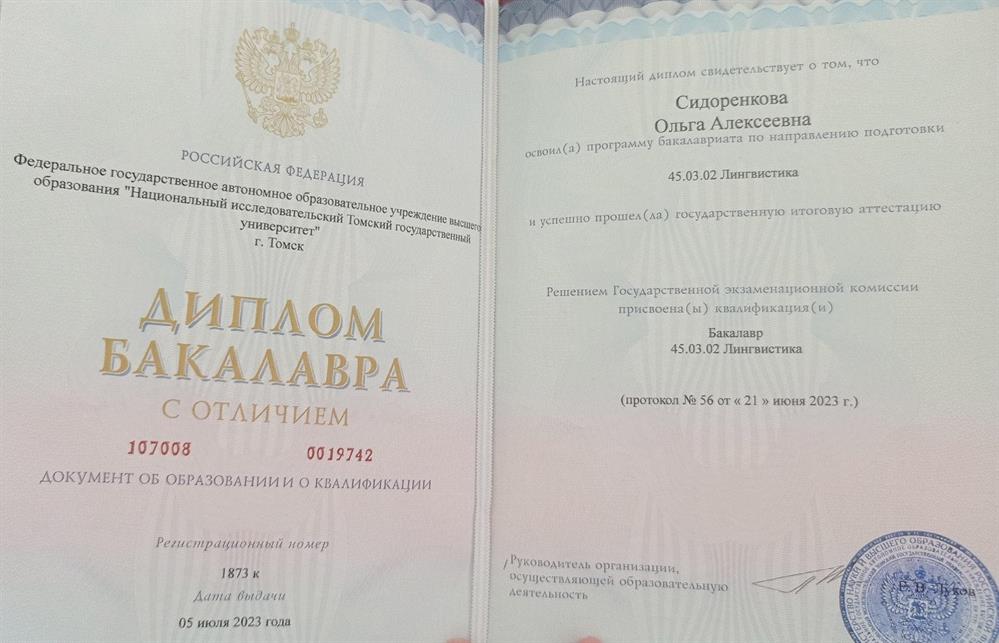 РОССИЙСКАЯ ФЕДЕРАЦИЯ
Федеральное государственное автономное образовательное учреждение высшего
образования "Национальный исследовательский Томский государственный
университет"
г. Томск
ДИПЛОМ
БАКАЛАВРА
С ОТЛИЧИЕМ
107008 0019742
ДОКУМЕНТ ОБ ОБРАЗОВАНИИ И О КВАЛИФИКАЦИИ
Регистрационный номер
1873 к
Дата выдачи
05 июля 2023 года
Настоящий диплом свидетельствует о том, что
Сидоренкова
Ольга Алексеевна
освоил(а) программу бакалавриата по направлению подготовки
45.03.02 Лингвистика
и успешно прошел(ла) государственную итоговую аттестацию
Решением Государственной экзаменационной комиссии
присвоена(ы) квалификация(и)
Бакалавр
45.03.02 Лингвистика
(протокол № 56 от « 21 » июня 2023 г.)
Руководитель организации,
осуществляющей образовательную
деятельность